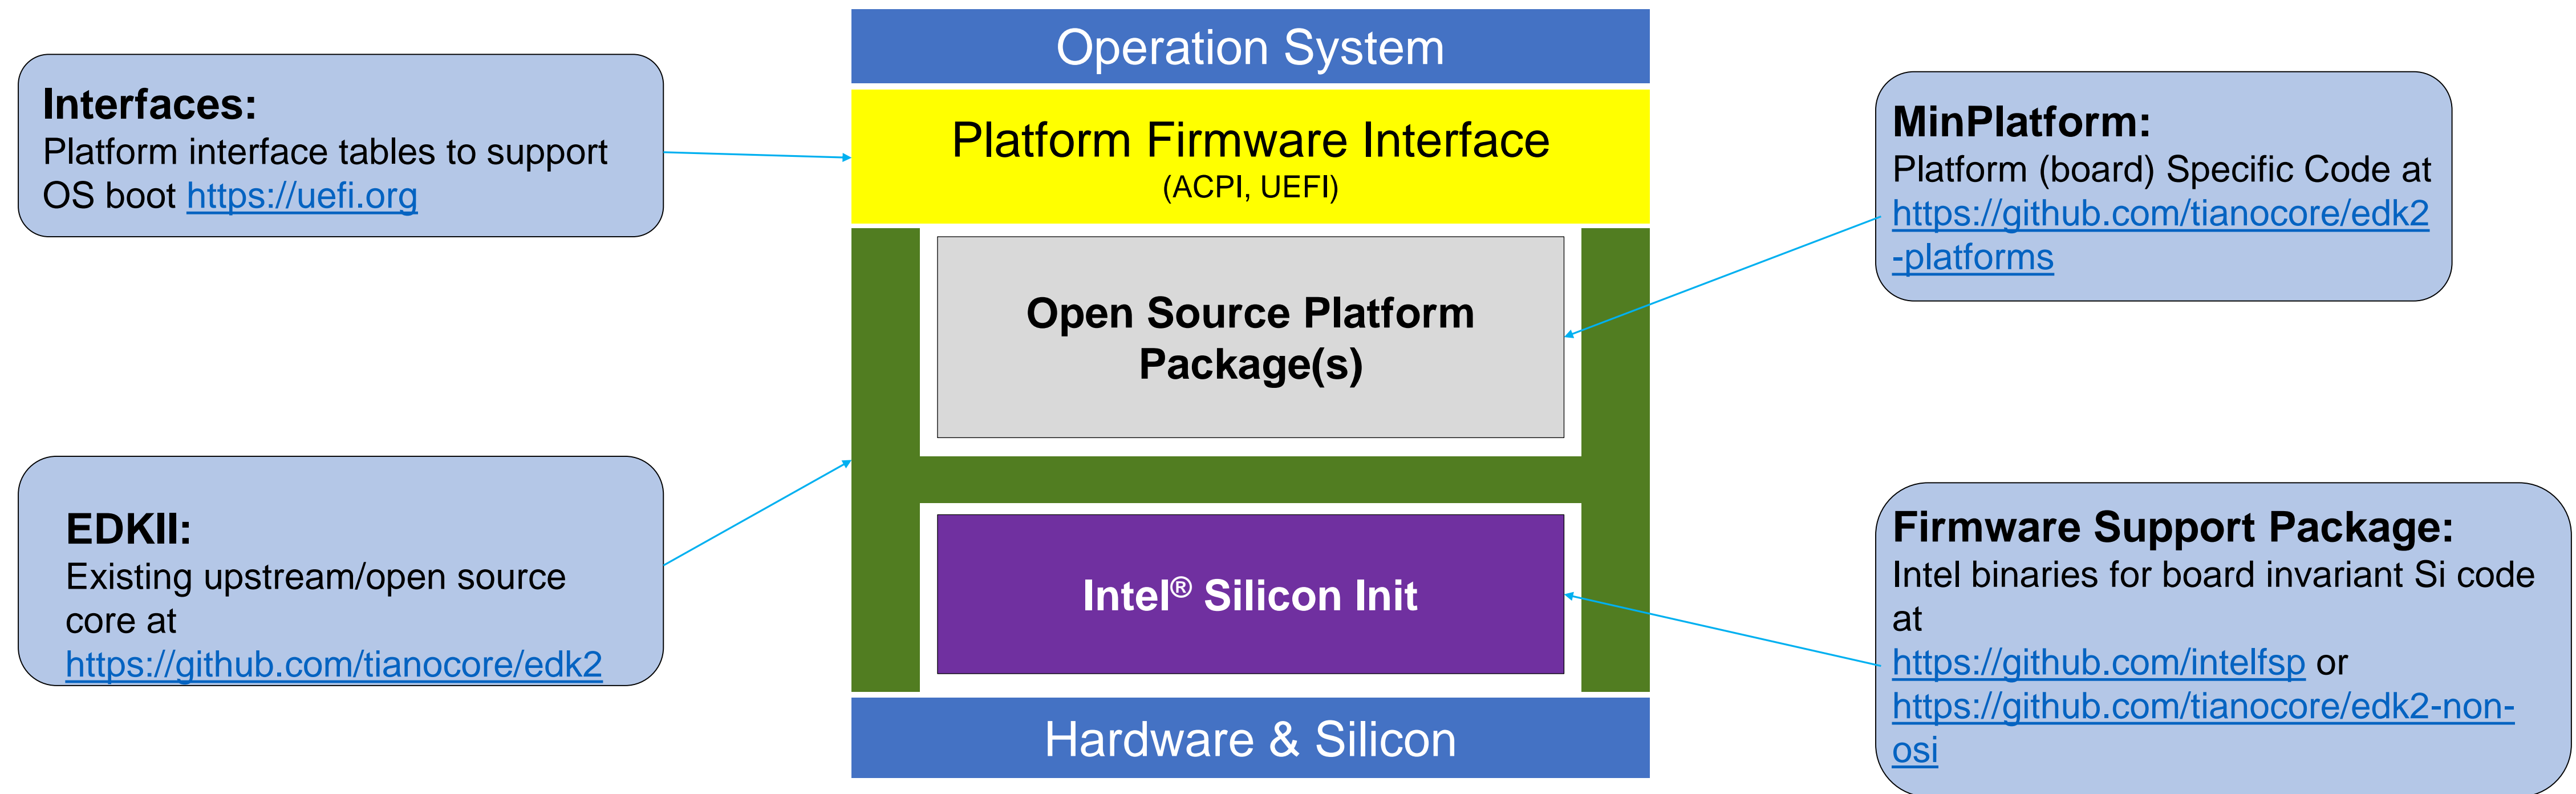 Operation System
Interfaces:
Platform interface tables to support
OS boot https://uefi.org
Platform Firmware Interface
(ACPI, UEFI)
MinPlatform:
Platform (board) Specific Code at
https://github.com/tianocore/edk2
-platforms
Open Source Platform
Package(s)
EDKII:
Existing upstream/open source
core at
https://github.com/tianocore/edk2
Intel® Silicon Init
Firmware Support Package:
Intel binaries for board invariant Si code
at
https://github.com/intelfsp or
https://github.com/tianocore/edk2-non-
osi
Hardware & Silicon